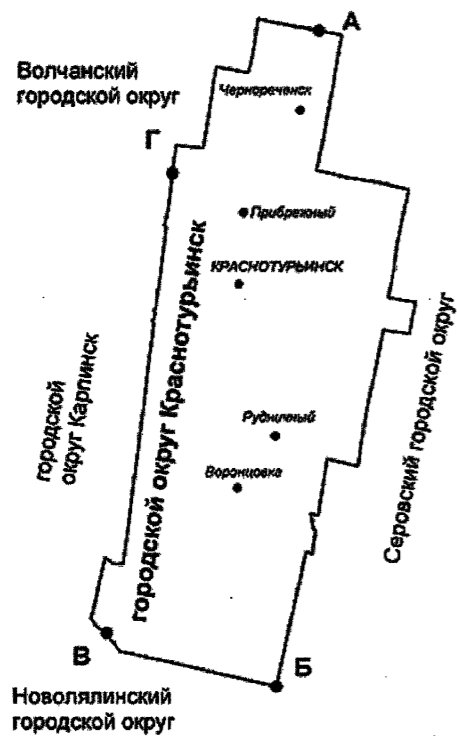 А
Волчанский
городской округ
Чернореченск
Г
Прибрежный
КРАСНОТУРЬИНСК
городской округ Краснотурьинск
городской
округ Карпинск
Серовский городской округ
Рудничный
Воронцовка
В
Б
Новолялинский
городской округ